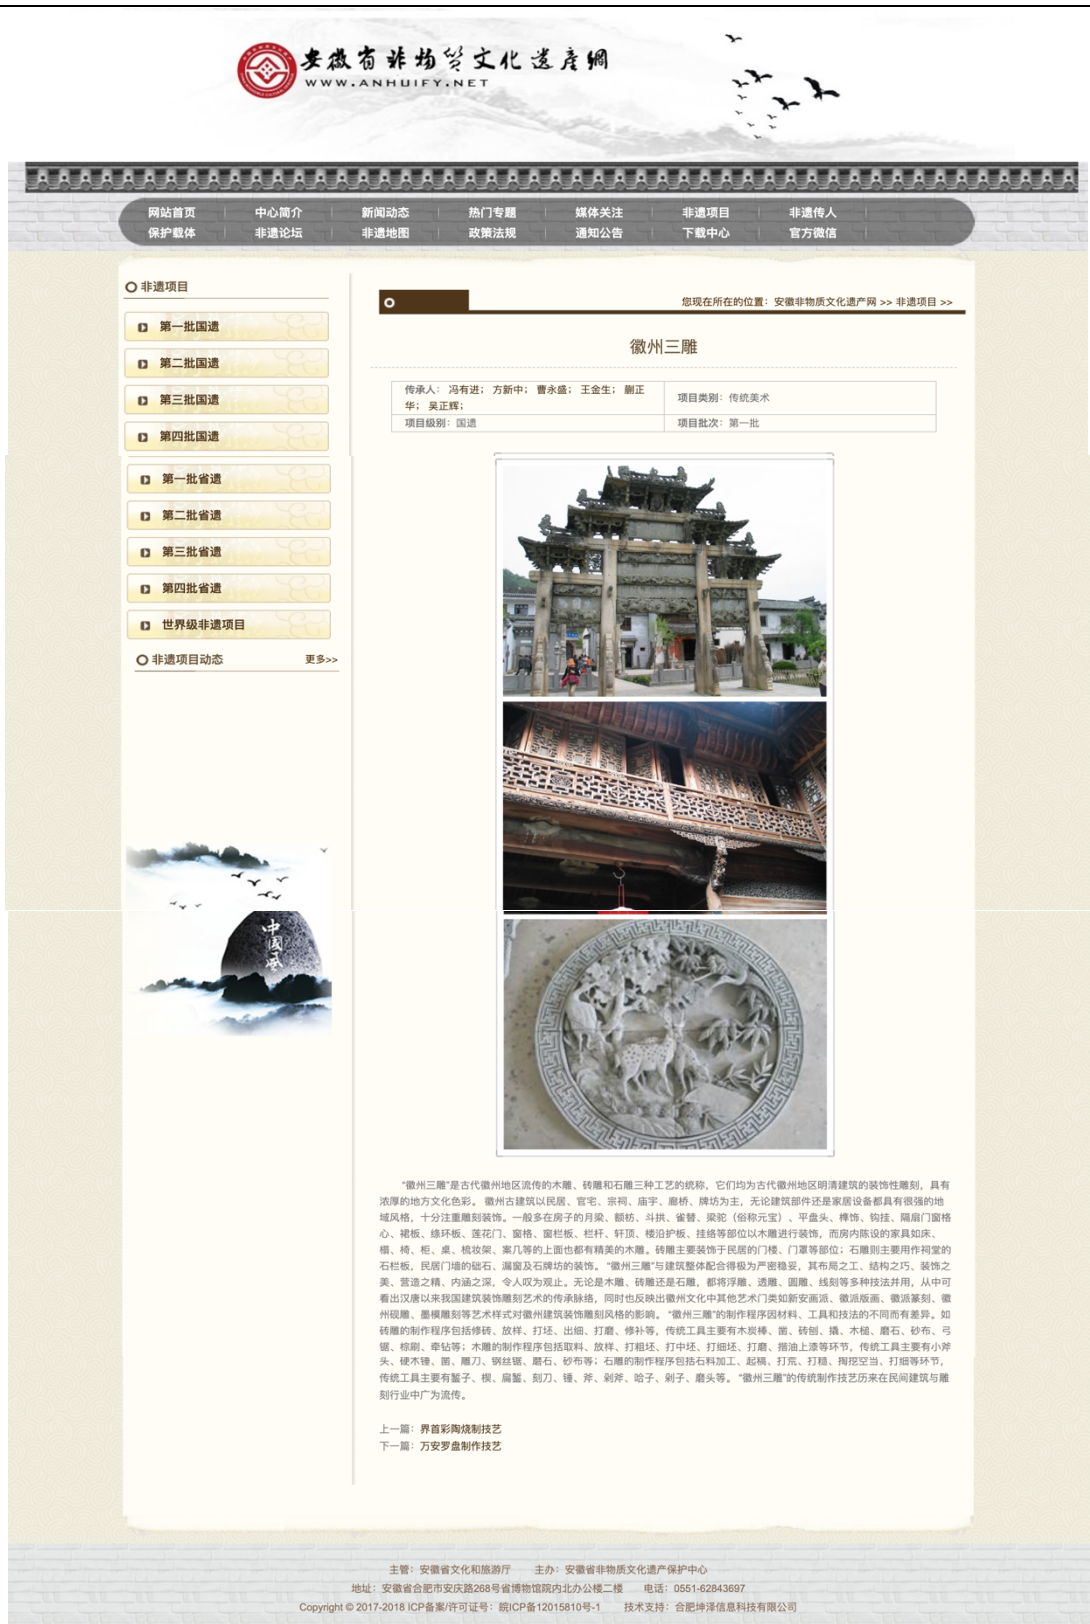 安徽省非物质文化遗产網
WWW.ANHUIFY.NET
网站首页 中心简介 新闻动态 热门专题 媒体关注 非遗项目 非遗传人
保护载体 非遗论坛 非遗地图 政策法规 通知公告 下载中心 官方微信
非遗项目
第一批国遗
第二批国遗
第三批国遗
第四批国遗
第一批省遗
第二批省遗
第三批省遗
第四批省遗
世界级非遗项目
非遗项目动态 更多>>
中國風
您现在所在的位置：安徽非物质文化遗产网 >> 非遗项目 >>
徽州三雕
传承人： 冯有进； 方新中； 曹永盛； 王金生； 蒯正
华； 吴正辉；
项目类别：传统美术
项目级别：国遗
项目批次：第一批
“徽州三雕”是古代徽州地区流传的木雕、砖雕和石雕三种工艺的统称，它们均为古代徽州地区明清建筑的装饰性雕刻，具有
浓厚的地方文化色彩。 徽州古建筑以民居、官宅、宗祠、庙宇、廊桥、牌坊为主，无论建筑部件还是家居设备都具有很强的地
域风格，十分注重雕刻装饰。一般多在房子的月梁、额枋、斗拱、雀替、梁驼（俗称元宝）、平盘头、榫饰、钩挂、隔扇门窗格
心、裙板、绦环板、莲花门、窗格、窗栏板、栏杆、轩顶、楼沿护板、挂络等部位以木雕进行装饰，而房内陈设的家具如床、
榻、椅、柜、桌、梳妆架、案几等的上面也都有精美的木雕。砖雕主要装饰于民居的门楼、门罩等部位；石雕则主要用作祠堂的
石栏板，民居门墙的础石、漏窗及石牌坊的装饰。 “徽州三雕”与建筑整体配合得极为严密稳妥，其布局之工、结构之巧、装饰之
美、营造之精、内涵之深，令人叹为观止。无论是木雕、砖雕还是石雕，都将浮雕、透雕、圆雕、线刻等多种技法并用，从中可
看出汉唐以来我国建筑装饰雕刻艺术的传承脉络，同时也反映出徽州文化中其他艺术门类如新安画派、徽派版画、徽派篆刻、徽
州砚雕、墨模雕刻等艺术样式对徽州建筑装饰雕刻风格的影响。 “徽州三雕”的制作程序因材料、工具和技法的不同而有差异。如
砖雕的制作程序包括修砖、放样、打坯、出细、打磨、修补等，传统工具主要有木炭棒、凿、砖刨、撬、木槌、磨石、砂布、弓
锯、棕刷、牵钻等；木雕的制作程序包括取料、放样、打粗坯、打中坯、打细坯、打磨、揩油上漆等环节，传统工具主要有小斧
头、硬木锤、凿、雕刀、钢丝锯、磨石、砂布等；石雕的制作程序包括石料加工、起稿、打荒、打糙、掏挖空当、打细等环节，
传统工具主要有錾子、楔、扁錾、刻刀、锤、斧、剁斧、哈子、剁子、磨头等。 “徽州三雕”的传统制作技艺历来在民间建筑与雕
刻行业中广为流传。
上一篇：界首彩陶烧制技艺
下一篇：万安罗盘制作技艺
主管：安徽省文化和旅游厅 主办：安徽省非物质文化遗产保护中心
地址：安徽省合肥市安庆路268号省博物馆院内北办公楼二楼 电话：0551-62843697
Copyright © 2017-2018 ICP备案/许可证号：皖ICP备12015810号-1 技术支持：合肥坤泽信息科技有限公司